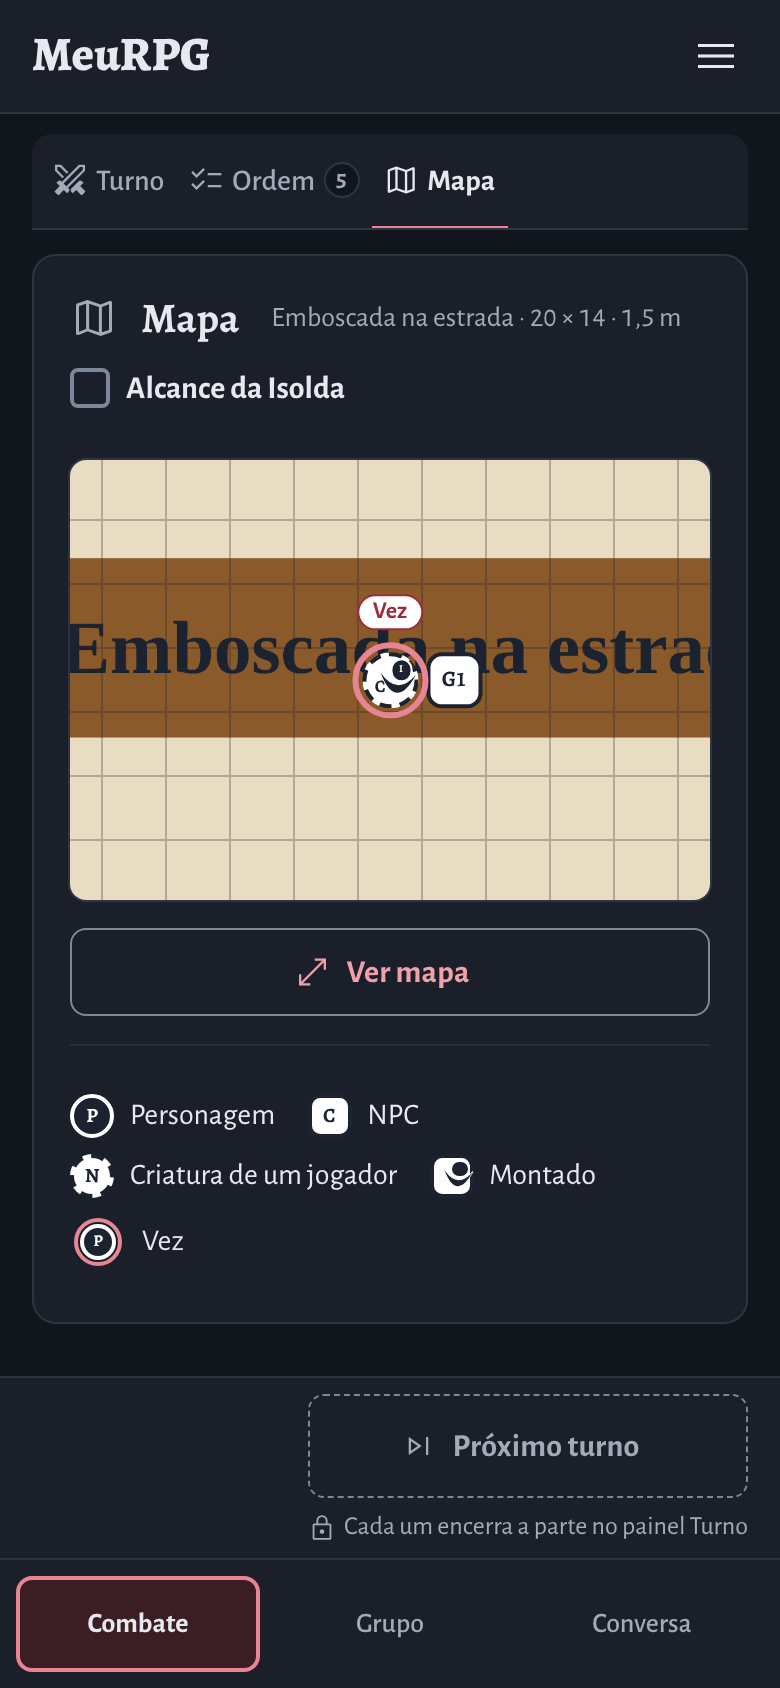 MeuRPG
Turno Ordem 5 Mapa
Mapa Emboscada na estrada · 20 × 14 · 1,5 m
Alcance da Isolda
Vez
Emboscada na estrad
C I G1
Ver mapa
P Personagem C NPC
N Criatura de um jogador Montado
P Vez
Próximo turno
Cada um encerra a parte no painel Turno
Combate Grupo Conversa